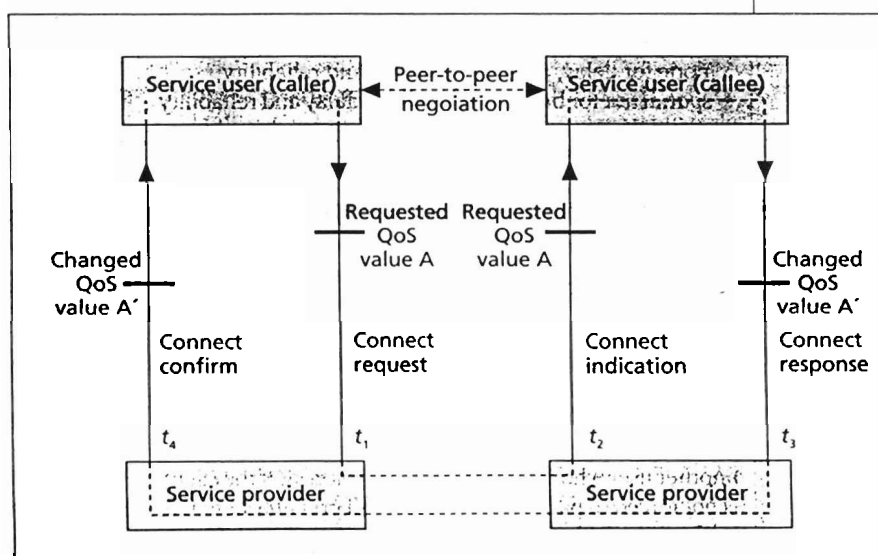 Service user (caller)
Peer-to-peer
negoiation
Service user (callee)
Requested
QoS
value A
Requested
QoS
value A
Changed
QoS
value A´
Changed
QoS
value A´
Connect
confirm
Connect
request
Connect
indication
Connect
response
t4
t1
t2
t3
Service provider
Service provider